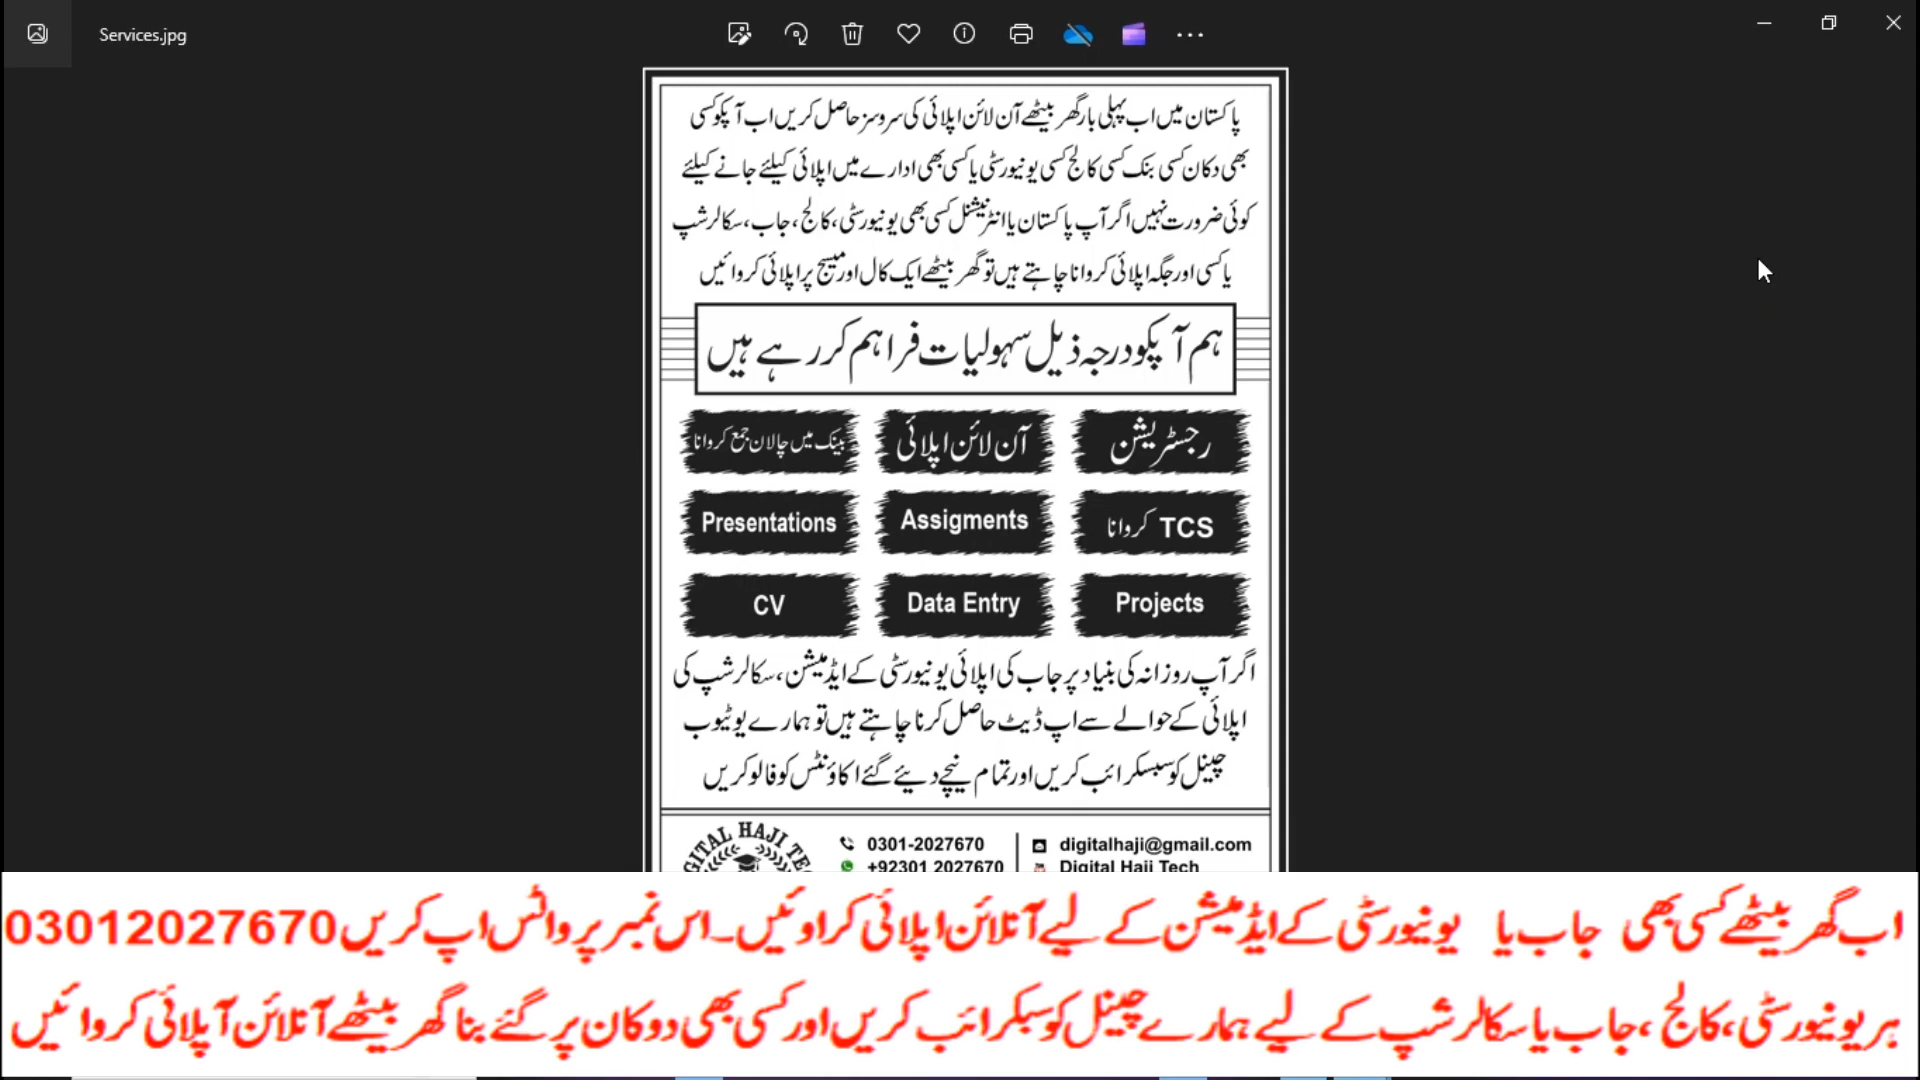 Services.jpg
پاکستان میں اب پہلی بار گھر بیٹھے آن لائن اپلائی کی سروسز حاصل کریں اب آپکو کسی
بھی دکان کسی بنک کسی کالج کسی یونیورسٹی یا کسی بھی ادارے میں اپلائی کیلئے جانے کیلئے
کوئی ضرورت نہیں اگر آپ پاکستان یا انٹرنیشنل کسی بھی یونیورسٹی، کالج، جاب، سکالرشپ
یا کسی اور جگہ اپلائی کروانا چاہتے ہیں تو گھر بیٹھے ایک کال اور میسج پر اپلائی کروائیں
ہم آپکو درجہ ذیل سہولیات فراہم کر رہے ہیں
رجسٹریشن
آن لائن اپلائی
بینک میں چالان جمع کروانا
TCS کروانا
Assigments
Presentations
Projects
Data Entry
CV
اگر آپ روزانہ کی بنیاد پر جاب کی اپلائی یونیورسٹی کے ایڈمیشن، سکالرشپ کی
اپلائی کے حوالے سے اپ ڈیٹ حاصل کرنا چاہتے ہیں تو ہمارے یوٹیوب
چینل کو سبسکرائب کریں اور تمام نیچے دیئے گئے اکاؤنٹس کو فالو کریں
DIGITAL HAJI TECH
0301-2027670
digitalhaji@gmail.com
+92301 2027670
Digital Haji Tech
اب گھر بیٹھے کسی بھی جاب یا یونیورسٹی کے ایڈمیشن کے لیے آنلائن اپلائی کراوئیں۔ اس نمبر پر واٹس اپ کریں 03012027670
ہر یونیورسٹی، کالج، جاب یا سکالرشپ کے لیے ہمارے چینل کو سبکرائب کریں اور کسی بھی دوکان پر گئے بنا گھر بیٹھے آنلائن آپلائی کروائیں